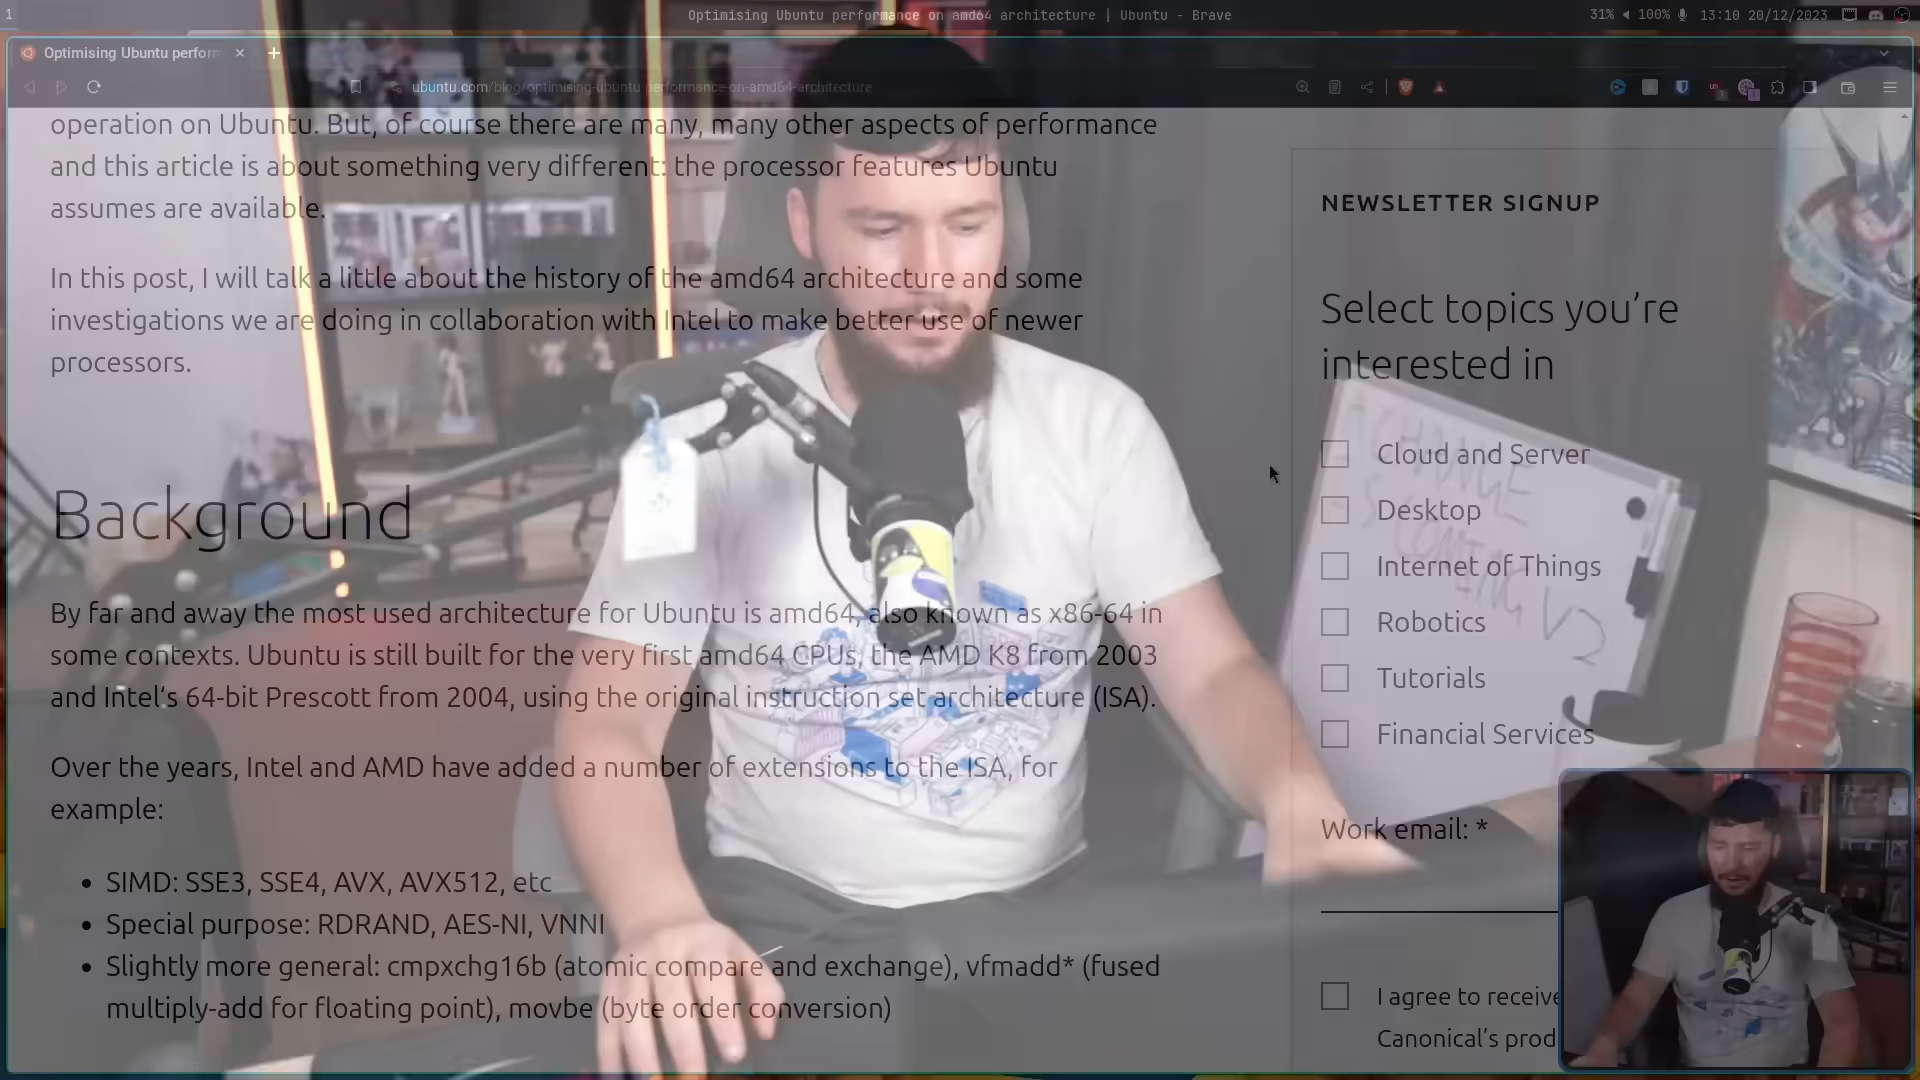 1
Optimising Ubuntu performance on amd64 architecture | Ubuntu - Brave
31% 100% 13:10 20/12/2023
Optimising Ubuntu perform
ubuntu.com/blog/optimising-ubuntu-performance-on-amd64-architecture
operation on Ubuntu. But, of course there are many, many other aspects of performance
and this article is about something very different: the processor features Ubuntu
assumes are available.
In this post, I will talk a little about the history of the amd64 architecture and some
investigations we are doing in collaboration with Intel to make better use of newer
processors.
Background
By far and away the most used architecture for Ubuntu is amd64, also known as x86-64 in
some contexts. Ubuntu is still built for the very first amd64 CPUs, the AMD K8 from 2003
and Intel's 64-bit Prescott from 2004, using the original instruction set architecture (ISA).
Over the years, Intel and AMD have added a number of extensions to the ISA, for
example:
• SIMD: SSE3, SSE4, AVX, AVX512, etc
• Special purpose: RDRAND, AES-NI, VNNI
• Slightly more general: cmpxchg16b (atomic compare and exchange), vfmadd* (fused
multiply-add for floating point), movbe (byte order conversion)
NEWSLETTER SIGNUP
Select topics you're
interested in
Cloud and Server
Desktop
Internet of Things
Robotics
Tutorials
Financial Services
Work email: *
I agree to receive
Canonical's prod
V2